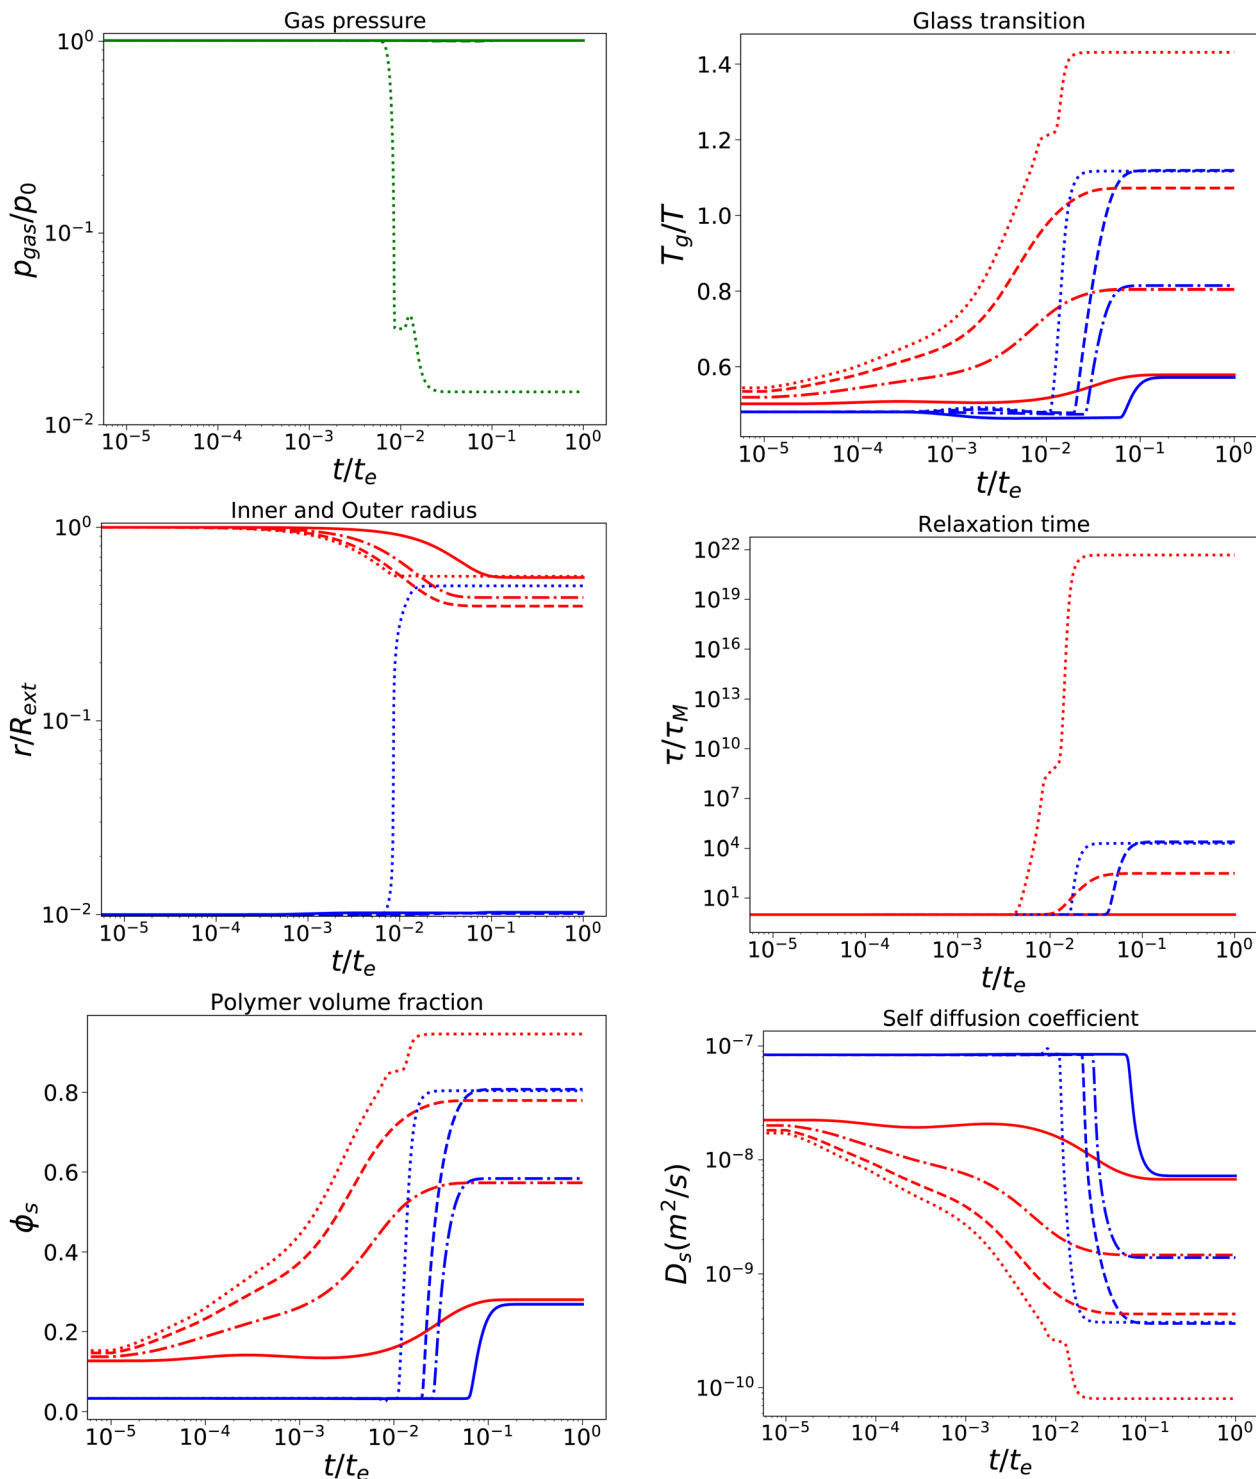 Gas pressure
p_gas/p_0
10^0
10^-1
10^-2
10^-5 10^-4 10^-3 10^-2 10^-1 10^0
t/t_e
Glass transition
T_g/T
1.4
1.2
1.0
0.8
0.6
10^-5 10^-4 10^-3 10^-2 10^-1 10^0
t/t_e
Inner and Outer radius
r/R_ext
10^0
10^-1
10^-2
10^-5 10^-4 10^-3 10^-2 10^-1 10^0
t/t_e
Relaxation time
τ/τ_M
10^22
10^19
10^16
10^13
10^10
10^7
10^4
10^1
10^-5 10^-4 10^-3 10^-2 10^-1 10^0
t/t_e
Polymer volume fraction
ϕ_s
0.8
0.6
0.4
0.2
0.0
10^-5 10^-4 10^-3 10^-2 10^-1 10^0
t/t_e
Self diffusion coefficient
D_s(m^2/s)
10^-7
10^-8
10^-9
10^-10
10^-5 10^-4 10^-3 10^-2 10^-1 10^0
t/t_e